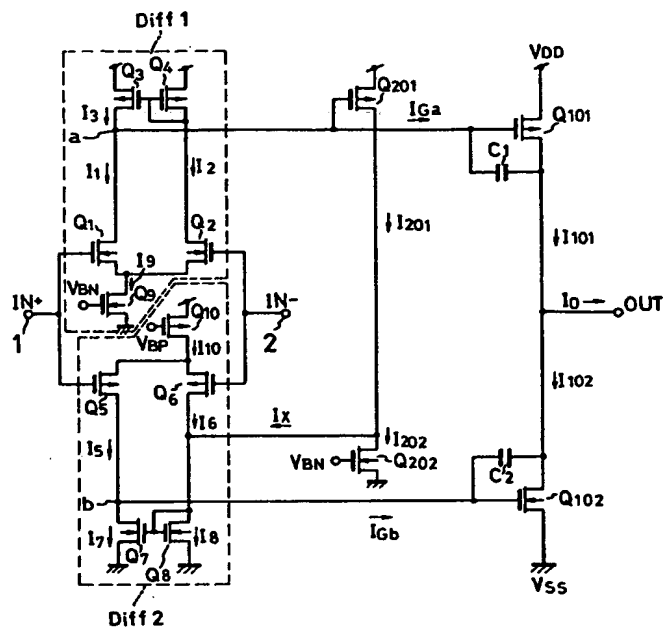 Diff 1
Q3
Q4
VDD
Q201
IGa
Q101
I3
a
C1
I1
I2
I201
I101
Q1
Q2
I9
VBN
Q9
IN+
1
Q10
VBP
IN-
2
I10
IO
OUT
Q5
Q6
I102
I6
IX
I202
I5
VBN
Q202
C2
b
Q102
I7
Q7
I8
IGb
Q8
VSS
Diff 2